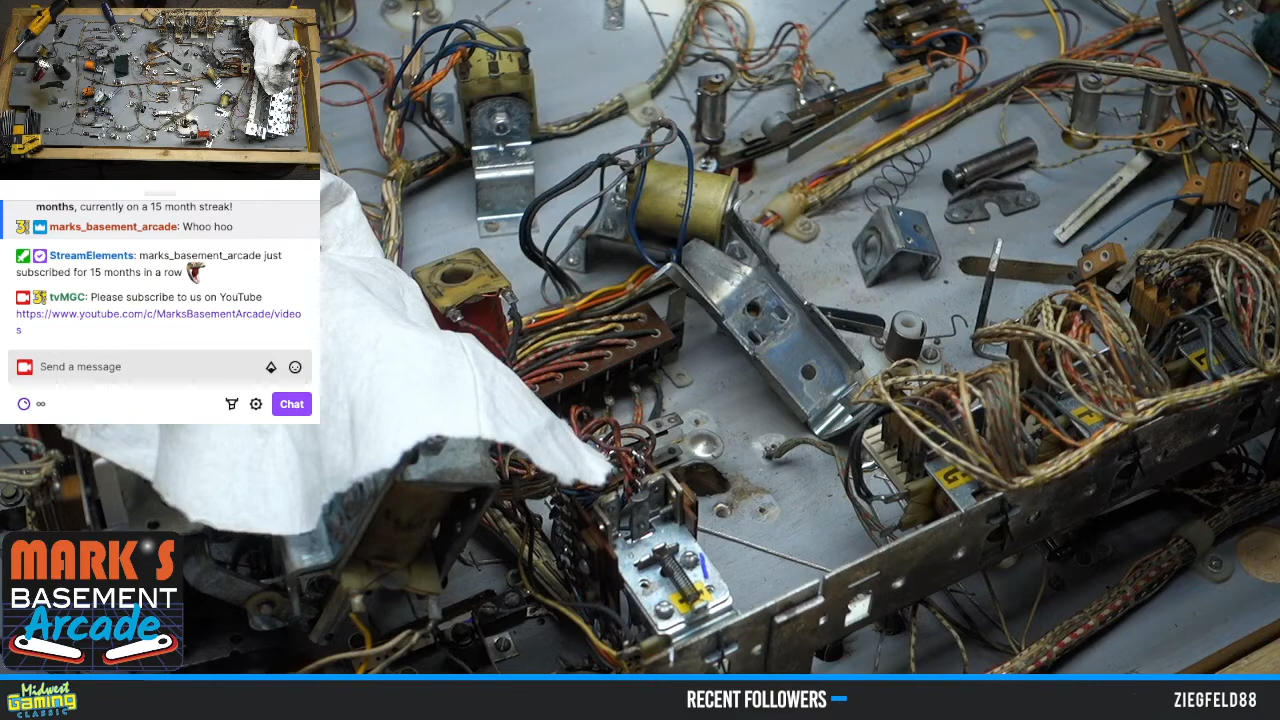 months, currently on a 15 month streak!
marks_basement_arcade: Whoo hoo
StreamElements: marks_basement_arcade just
subscribed for 15 months in a row
tvMGC: Please subscribe to us on YouTube
https://www.youtube.com/c/MarksBasementArcade/video
s
Send a message
∞
Chat
G
MARK'S
BASEMENT
Arcade
Midwest
Gaming
CLASSIC
RECENT FOLLOWERS
ZIEGFELD88